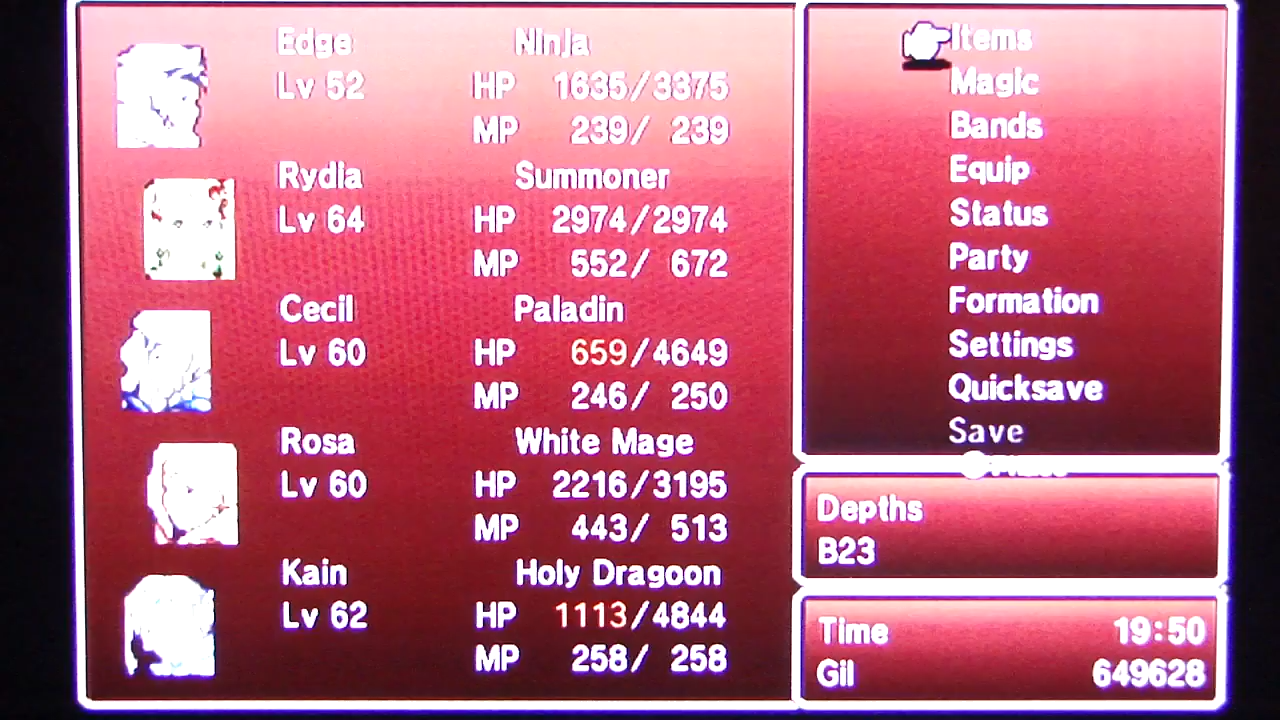 Edge Ninja
Lv 52 HP 1635/3375
MP 239/ 239
Rydia Summoner
Lv 64 HP 2974/2974
MP 552/ 672
Cecil Paladin
Lv 60 HP 659/4649
MP 246/ 250
Rosa White Mage
Lv 60 HP 2216/3195
MP 443/ 513
Kain Holy Dragoon
Lv 62 HP 1113/4844
MP 258/ 258
Items
Magic
Bands
Equip
Status
Party
Formation
Settings
Quicksave
Save
Depths
B23
Time 19:50
Gil 649628